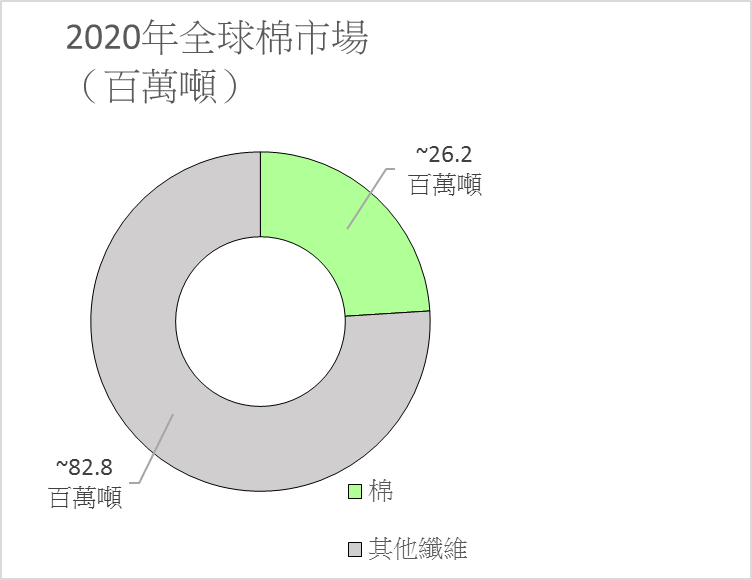 2020年全球棉市場
（百萬噸）
~26.2
百萬噸
~82.8
百萬噸
棉
其他纖維